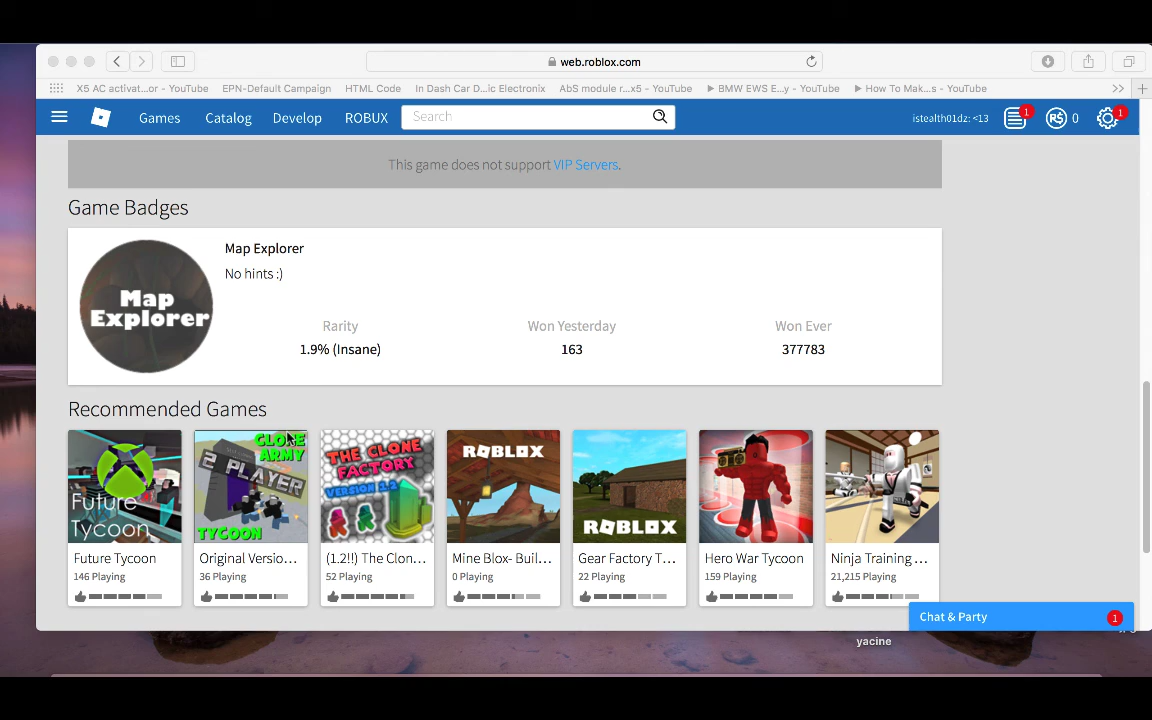 web.roblox.com
X5 AC activat...or - YouTube EPN-Default Campaign HTML Code In Dash Car D...ic Electronix AbS module r...x5 - YouTube BMW EWS E...y - YouTube How To Mak...s - YouTube
Games Catalog Develop ROBUX Search istealth01dz: <13 1 R$ 0 1
This game does not support VIP Servers.
Game Badges
Map Explorer
Map Explorer
No hints :)
Rarity Won Yesterday Won Ever
1.9% (Insane) 163 377783
Recommended Games
Future Tycoon
CLONE ARMY
2 PLAYER
TYCOON
THE CLONE FACTORY
VERSION 1.2
ROBLOX
ROBLOX
Future Tycoon Original Versio... (1.2!!) The Clon... Mine Blox- Buil... Gear Factory T... Hero War Tycoon Ninja Training ...
146 Playing 36 Playing 52 Playing 0 Playing 22 Playing 159 Playing 21,215 Playing
Chat & Party 1
yacine